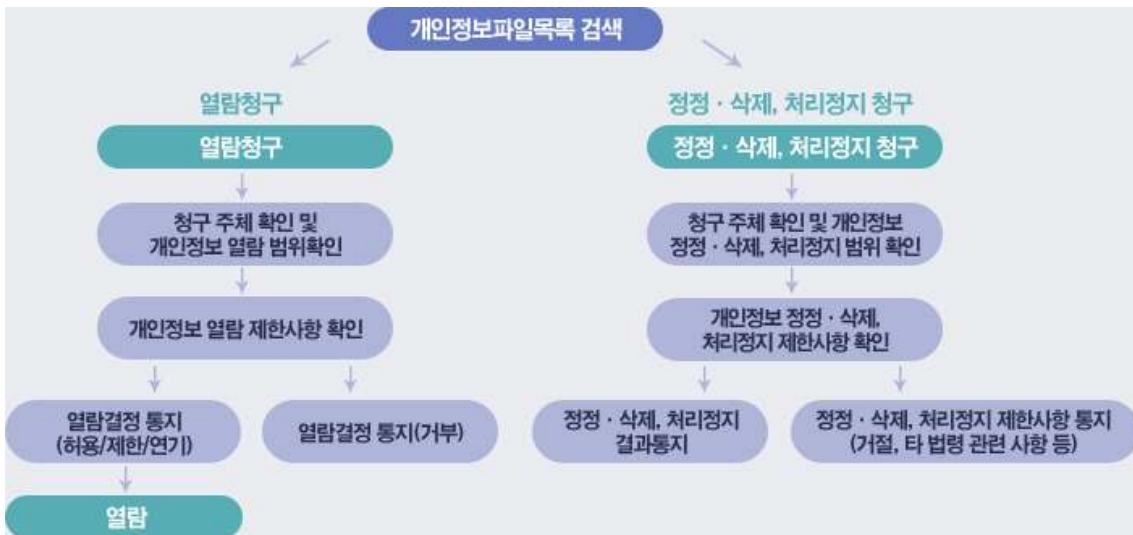 개인정보파일목록 검색
열람청구
열람청구
청구 주체 확인 및
개인정보 열람 범위확인
개인정보 열람 제한사항 확인
열람결정 통지
(허용/제한/연기)
열람결정 통지(거부)
열람
정정 · 삭제, 처리정지 청구
정정 · 삭제, 처리정지 청구
청구 주체 확인 및 개인정보
정정 · 삭제, 처리정지 범위 확인
개인정보 정정 · 삭제,
처리정지 제한사항 확인
정정 · 삭제, 처리정지
결과통지
정정 · 삭제, 처리정지 제한사항 통지
(거절, 타 법령 관련 사항 등)